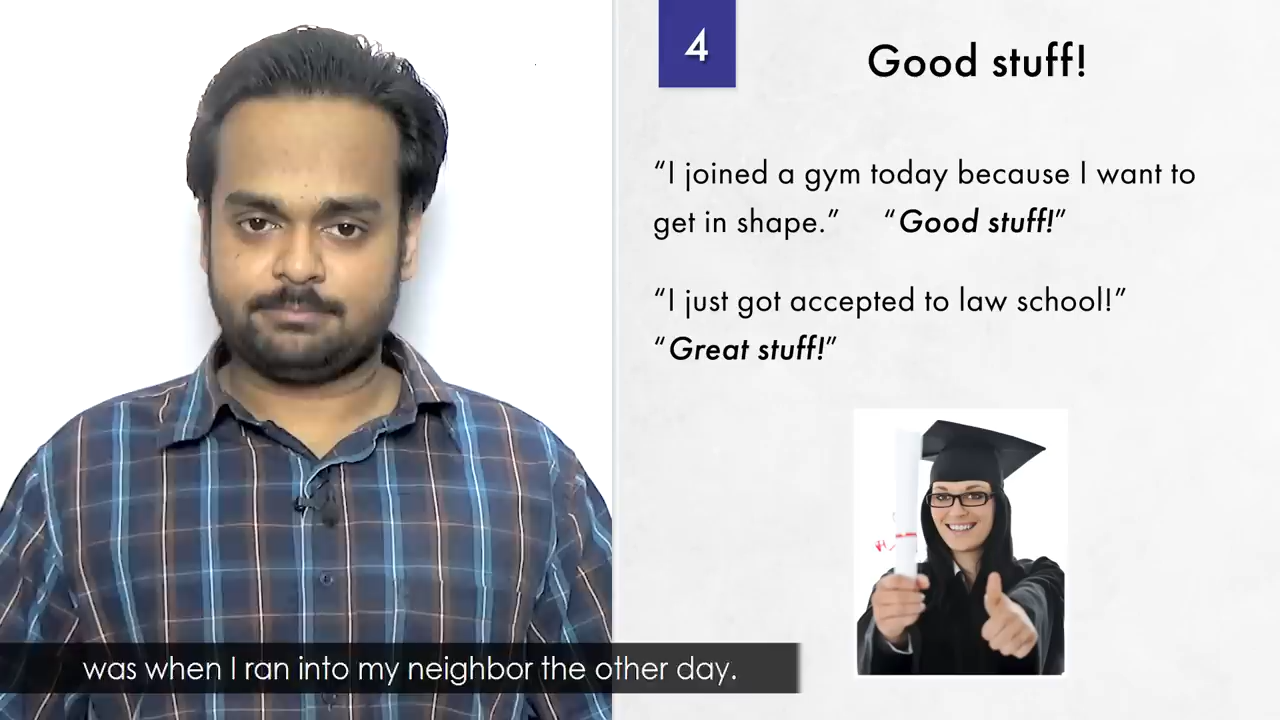 4
Good stuff!
“I joined a gym today because I want to
get in shape.” “Good stuff!”
“I just got accepted to law school!”
“Great stuff!”
was when I ran into my neighbor the other day.